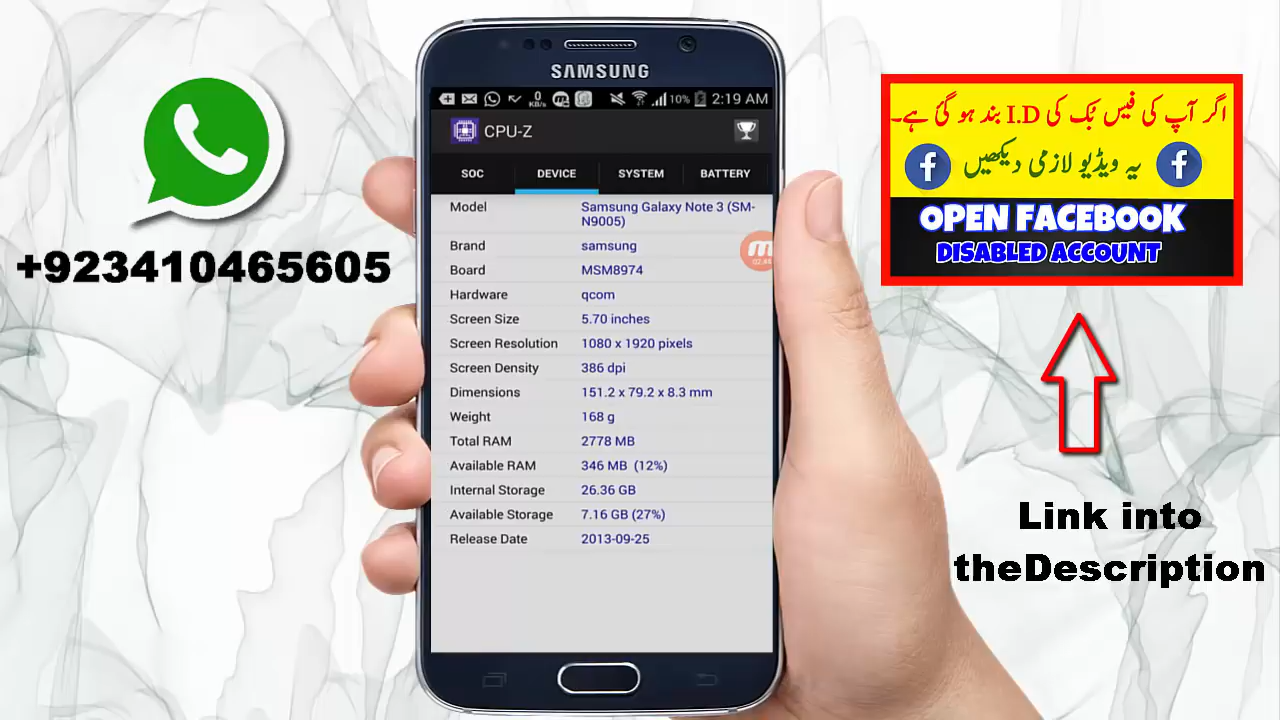 +923410465605
SAMSUNG
0
KB/s
10% 2:19 AM
CPU-Z
SOC DEVICE SYSTEM BATTERY
Model Samsung Galaxy Note 3 (SM-
N9005)
Brand samsung
Board MSM8974
Hardware qcom
Screen Size 5.70 inches
Screen Resolution 1080 x 1920 pixels
Screen Density 386 dpi
Dimensions 151.2 x 79.2 x 8.3 mm
Weight 168 g
Total RAM 2778 MB
Available RAM 346 MB (12%)
Internal Storage 26.36 GB
Available Storage 7.16 GB (27%)
Release Date 2013-09-25
اگر آپ کی فیس بُک کی I.D بند ہو گئ ہے۔
یہ ویڈیو لازمی دیکھیں
OPEN FACEBOOK
DISABLED ACCOUNT
Link into
theDescription